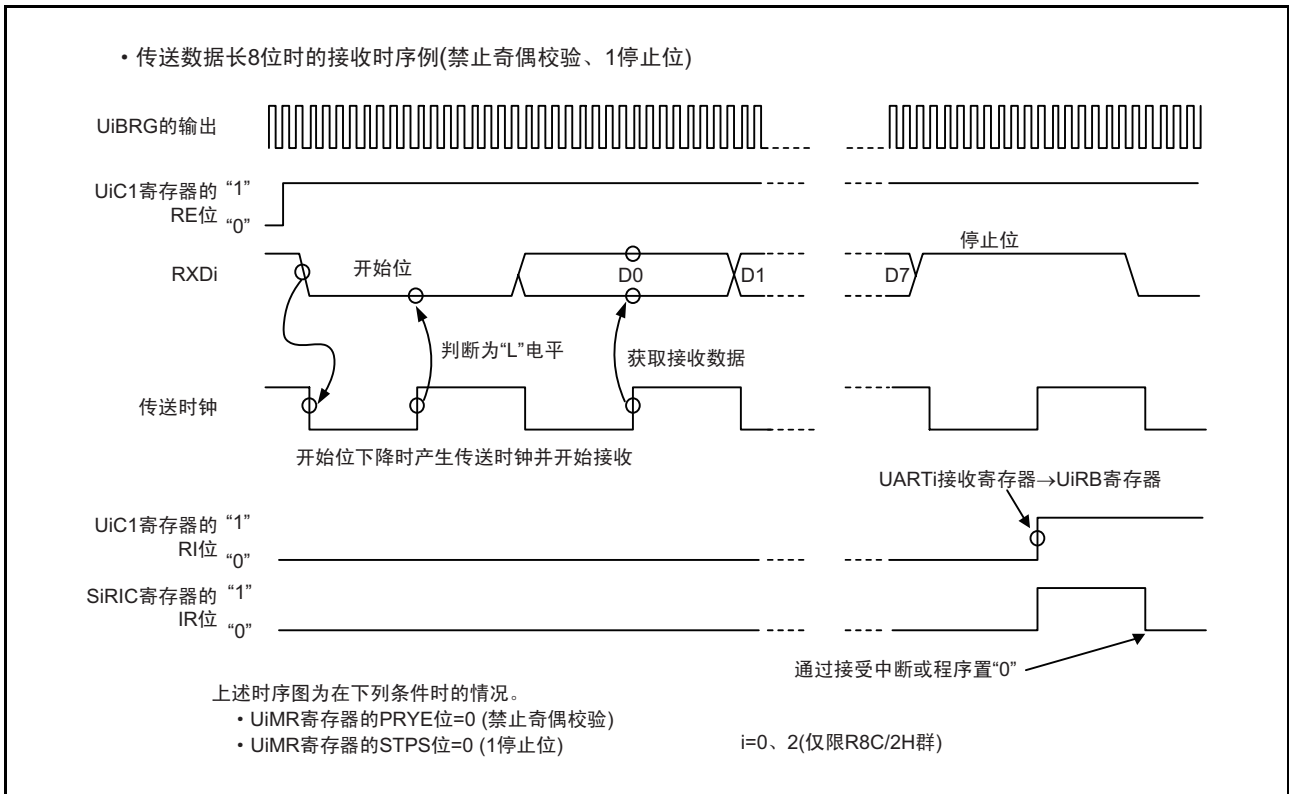 •传送数据长8位时的接收时序例(禁止奇偶校验、1停止位)
UiBRG的输出
UiC1寄存器的 “1”
RE位 “0”
RXDi
开始位
D0
D1
D7
停止位
判断为“L”电平
获取接收数据
传送时钟
开始位下降时产生传送时钟并开始接收
UARTi接收寄存器→UiRB寄存器
UiC1寄存器的 “1”
RI位 “0”
SiRIC寄存器的 “1”
IR位 “0”
通过接受中断或程序置“0”
上述时序图为在下列条件时的情况。
•UiMR寄存器的PRYE位=0 (禁止奇偶校验)
•UiMR寄存器的STPS位=0 (1停止位)
i=0、2(仅限R8C/2H群)